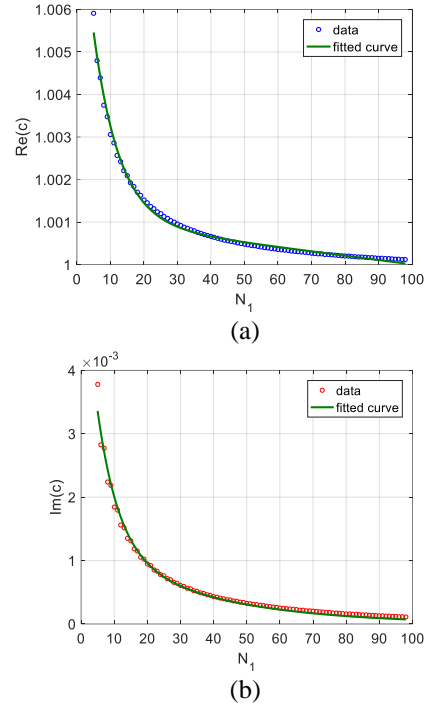 1.006
1.005
1.004
1.003
1.002
1.001
1
Re(c)
data
fitted curve
0 10 20 30 40 50 60 70 80 90 100
N1
(a)
4 ×10-3
3
2
1
0
Im(c)
data
fitted curve
0 10 20 30 40 50 60 70 80 90 100
N1
(b)